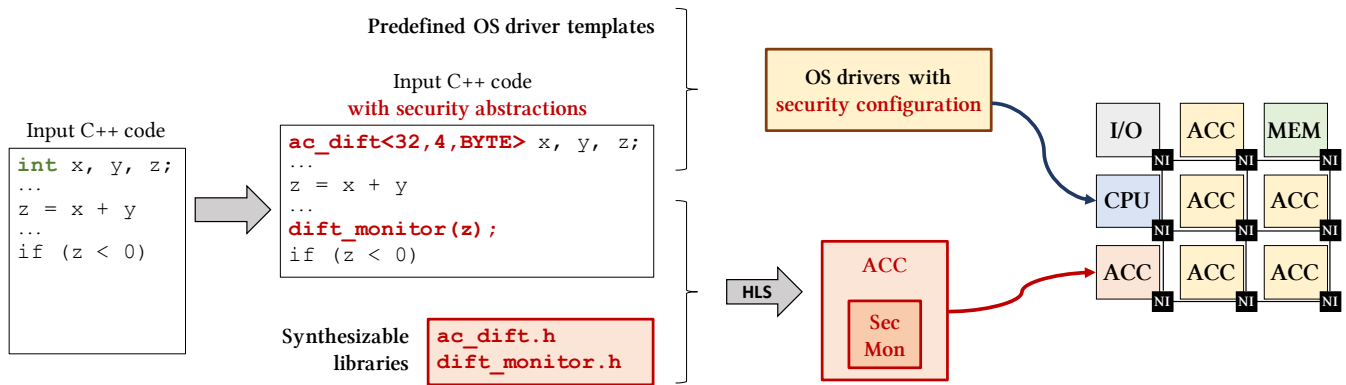 Predefined OS driver templates
Input C++ code
with security abstractions
Input C++ code
int x, y, z;
...
z = x + y
...
if (z < 0)
ac_dift<32,4,BYTE> x, y, z;
...
z = x + y
...
dift_monitor(z);
if (z < 0)
Synthesizable
libraries
ac_dift.h
dift_monitor.h
HLS
OS drivers with
security configuration
ACC
Sec
Mon
I/O
ACC
MEM
NI
NI
NI
CPU
ACC
ACC
NI
NI
NI
ACC
ACC
ACC
NI
NI
NI